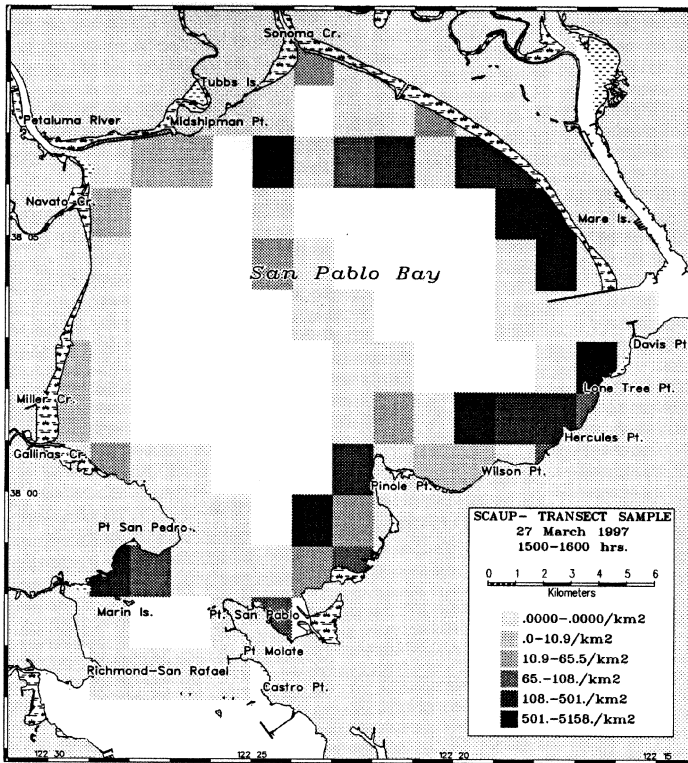 Sonoma Cr.
Tubbs Is.
Petaluma River
Midshipman Pt.
Navato Cr.
Mare Is.
38 05
San Pablo Bay
Davis Pt
Lone Tree Pt.
Miller Cr.
Hercules Pt.
Gallinas Cr.
Wilson Pt.
Pinole Pt.
38 00
Pt San Pedro
SCAUP- TRANSECT SAMPLE
27 March 1997
1500-1600 hrs.
0 1 2 3 4 5 6
Kilometers
Marin Is.
Pt. San Pablo
.0000-.0000/km2
.0-10.9/km2
10.9-65.5/km2
65.-108./km2
108.-501./km2
501.-5158./km2
Pt Molate
Richmond-San Rafael
Castro Pt.
122 30
122 25
122 20
122 15